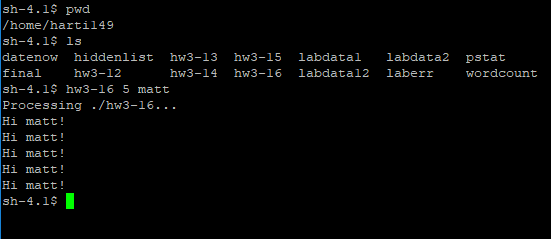 sh-4.1$ pwd
/home/harti149
sh-4.1$ ls
datenow  hiddenlist  hw3-13  hw3-15  labdata1   labdata2  pstat
final    hw3-12      hw3-14  hw3-16  labdata12  laberr    wordcount
sh-4.1$ hw3-16 5 matt
Processing ./hw3-16...
Hi matt!
Hi matt!
Hi matt!
Hi matt!
Hi matt!
sh-4.1$